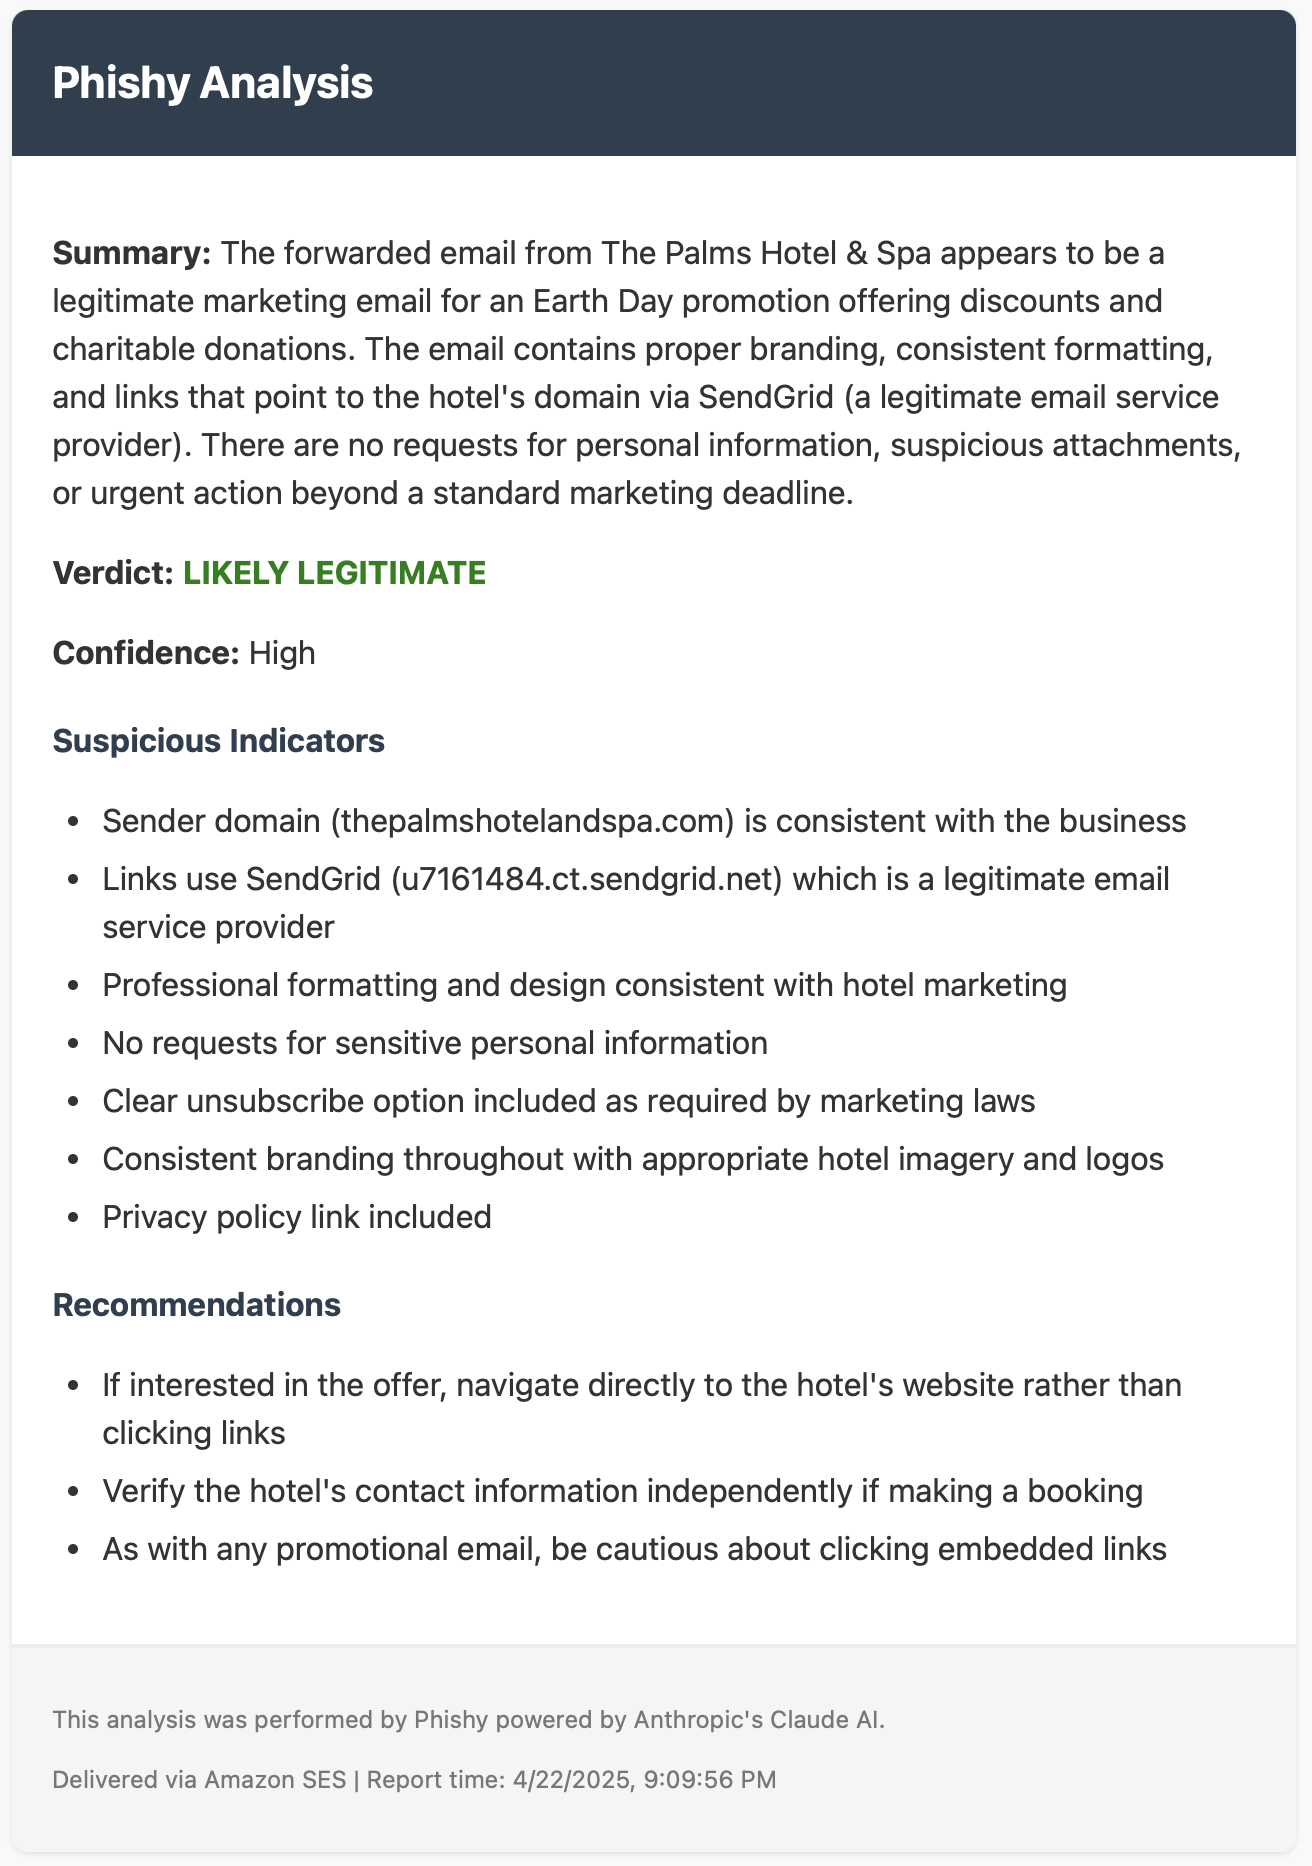 Phishy Analysis
Summary: The forwarded email from The Palms Hotel & Spa appears to be a
legitimate marketing email for an Earth Day promotion offering discounts and
charitable donations. The email contains proper branding, consistent formatting,
and links that point to the hotel's domain via SendGrid (a legitimate email service
provider). There are no requests for personal information, suspicious attachments,
or urgent action beyond a standard marketing deadline.
Verdict: LIKELY LEGITIMATE
Confidence: High
Suspicious Indicators
• Sender domain (thepalmshotelandspa.com) is consistent with the business
• Links use SendGrid (u7161484.ct.sendgrid.net) which is a legitimate email
service provider
• Professional formatting and design consistent with hotel marketing
• No requests for sensitive personal information
• Clear unsubscribe option included as required by marketing laws
• Consistent branding throughout with appropriate hotel imagery and logos
• Privacy policy link included
Recommendations
• If interested in the offer, navigate directly to the hotel's website rather than
clicking links
• Verify the hotel's contact information independently if making a booking
• As with any promotional email, be cautious about clicking embedded links
This analysis was performed by Phishy powered by Anthropic's Claude AI.
Delivered via Amazon SES | Report time: 4/22/2025, 9:09:56 PM